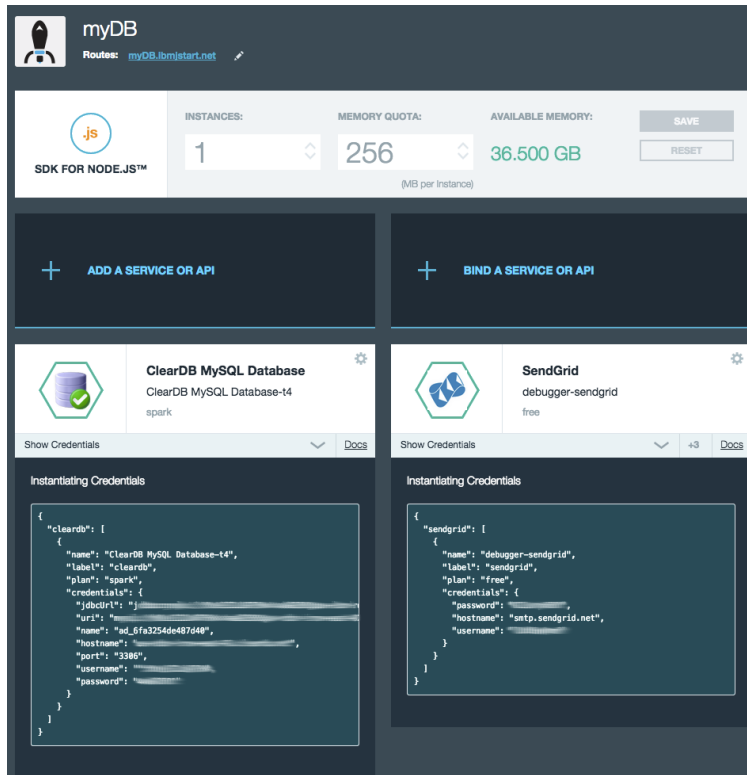 myDB
Routes: myDB.ibmjstart.net
.js
SDK FOR NODE.JS™
INSTANCES:
1
MEMORY QUOTA:
256
(MB per Instance)
AVAILABLE MEMORY:
36.500 GB
SAVE
RESET
ADD A SERVICE OR API
BIND A SERVICE OR API
ClearDB MySQL Database
ClearDB MySQL Database-t4
spark
Show Credentials
Docs
Instantiating Credentials
{
"cleardb": [
{
"name": "ClearDB MySQL Database-t4",
"label": "cleardb",
"plan": "spark",
"credentials": {
"jdbcUrl": "j
"uri": "
"name": "ad_6fa3254de487d40",
"hostname": "",
"port": "3306",
"username":
"password":
}
}
]
}
SendGrid
debugger-sendgrid
free
Show Credentials
+3
Docs
Instantiating Credentials
{
"sendgrid": [
{
"name": "debugger-sendgrid",
"label": "sendgrid",
"plan": "free",
"credentials": {
"password":
"hostname": "smtp.sendgrid.net",
"username":
}
}
]
}